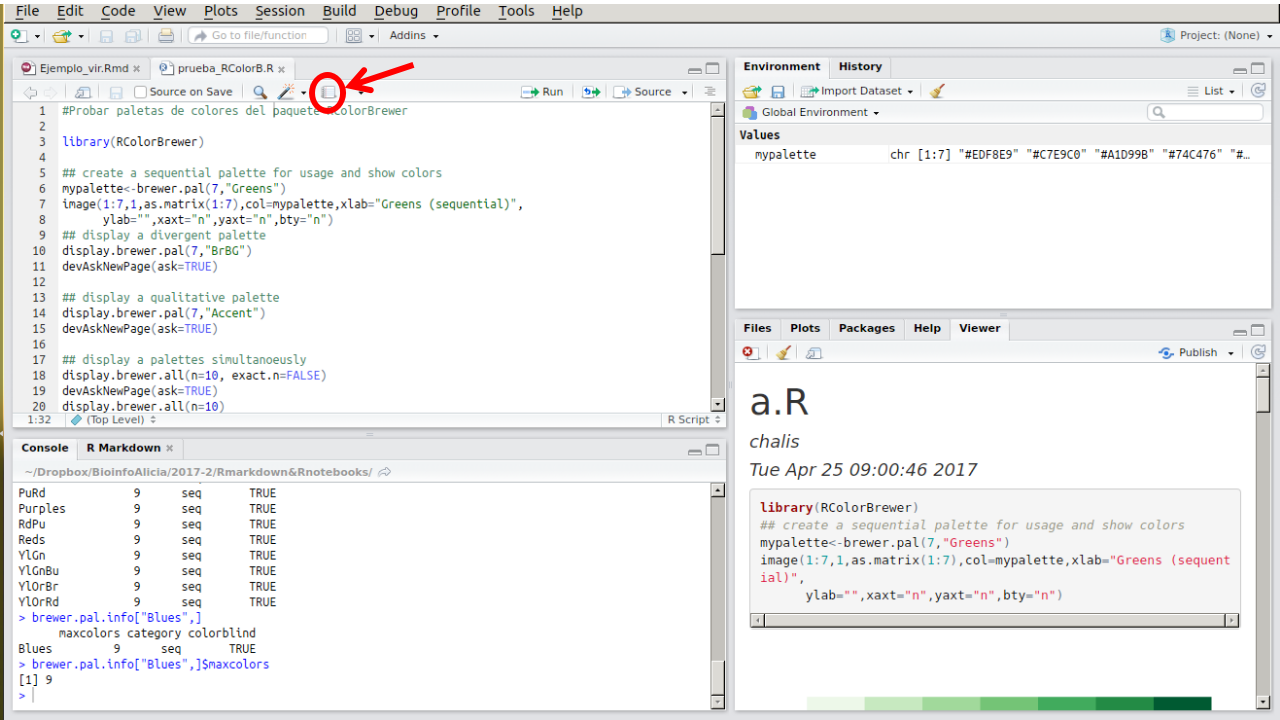 File Edit Code View Plots Session Build Debug Profile Tools Help
Go to file/function Addins Project: (None)
Ejemplo_vir.Rmd × prueba_RColorB.R ×
Source on Save Run Source
1 #Probar paletas de colores del paquete RColorBrewer
2
3 library(RColorBrewer)
4
5 ## create a sequential palette for usage and show colors
6 mypalette<-brewer.pal(7,"Greens")
7 image(1:7,1,as.matrix(1:7),col=mypalette,xlab="Greens (sequential)",
8 ylab="",xaxt="n",yaxt="n",bty="n")
9 ## display a divergent palette
10 display.brewer.pal(7,"BrBG")
11 devAskNewPage(ask=TRUE)
12
13 ## display a qualitative palette
14 display.brewer.pal(7,"Accent")
15 devAskNewPage(ask=TRUE)
16
17 ## display a palettes simultanoeusly
18 display.brewer.all(n=10, exact.n=FALSE)
19 devAskNewPage(ask=TRUE)
20 display.brewer.all(n=10)
1:32 (Top Level) R Script
Console R Markdown ×
~/Dropbox/BioinfoAlicia/2017-2/Rmarkdown&Rnotebooks/
PuRd 9 seq TRUE
Purples 9 seq TRUE
RdPu 9 seq TRUE
Reds 9 seq TRUE
YlGn 9 seq TRUE
YlGnBu 9 seq TRUE
YlOrBr 9 seq TRUE
YlOrRd 9 seq TRUE
> brewer.pal.info["Blues",]
maxcolors category colorblind
Blues 9 seq TRUE
> brewer.pal.info["Blues",]$maxcolors
[1] 9
>
Environment History
Import Dataset List
Global Environment
Values
mypalette chr [1:7] "#EDF8E9" "#C7E9C0" "#A1D99B" "#74C476" "#…
Files Plots Packages Help Viewer
Publish
a.R
chalis
Tue Apr 25 09:00:46 2017
library(RColorBrewer)
## create a sequential palette for usage and show colors
mypalette<-brewer.pal(7,"Greens")
image(1:7,1,as.matrix(1:7),col=mypalette,xlab="Greens (sequent
ial)",
ylab="",xaxt="n",yaxt="n",bty="n")